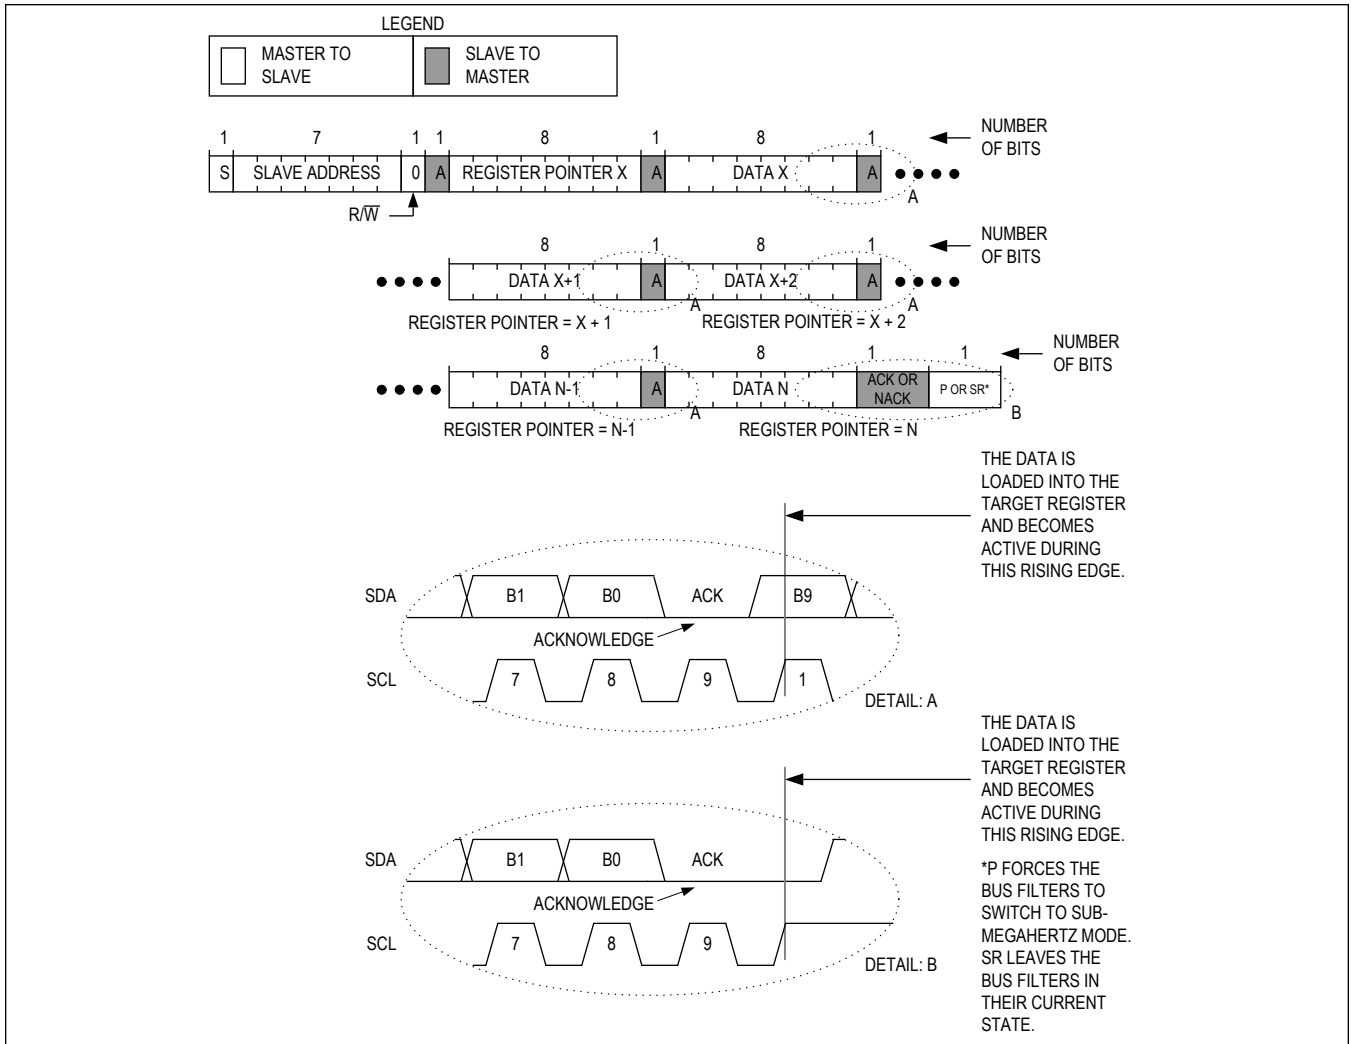 LEGEND
MASTER TO
SLAVE
SLAVE TO
MASTER
1 7 1 1 8 1 8 1
NUMBER
OF BITS
S SLAVE ADDRESS 0 A REGISTER POINTER X A DATA X A
A
R/W̅
8 1 8 1
NUMBER
OF BITS
DATA X+1 A DATA X+2 A
A A
REGISTER POINTER = X + 1 REGISTER POINTER = X + 2
8 1 8 1 1
NUMBER
OF BITS
DATA N-1 A DATA N ACK OR
NACK
P OR SR*
A B
REGISTER POINTER = N-1 REGISTER POINTER = N
THE DATA IS
LOADED INTO THE
TARGET REGISTER
AND BECOMES
ACTIVE DURING
THIS RISING EDGE.
SDA B1 B0 ACK B9
ACKNOWLEDGE
SCL 7 8 9 1
DETAIL: A
THE DATA IS
LOADED INTO THE
TARGET REGISTER
AND BECOMES
ACTIVE DURING
THIS RISING EDGE.
SDA B1 B0 ACK
ACKNOWLEDGE
SCL 7 8 9
DETAIL: B
*P FORCES THE
BUS FILTERS TO
SWITCH TO SUB-
MEGAHERTZ MODE.
SR LEAVES THE
BUS FILTERS IN
THEIR CURRENT
STATE.